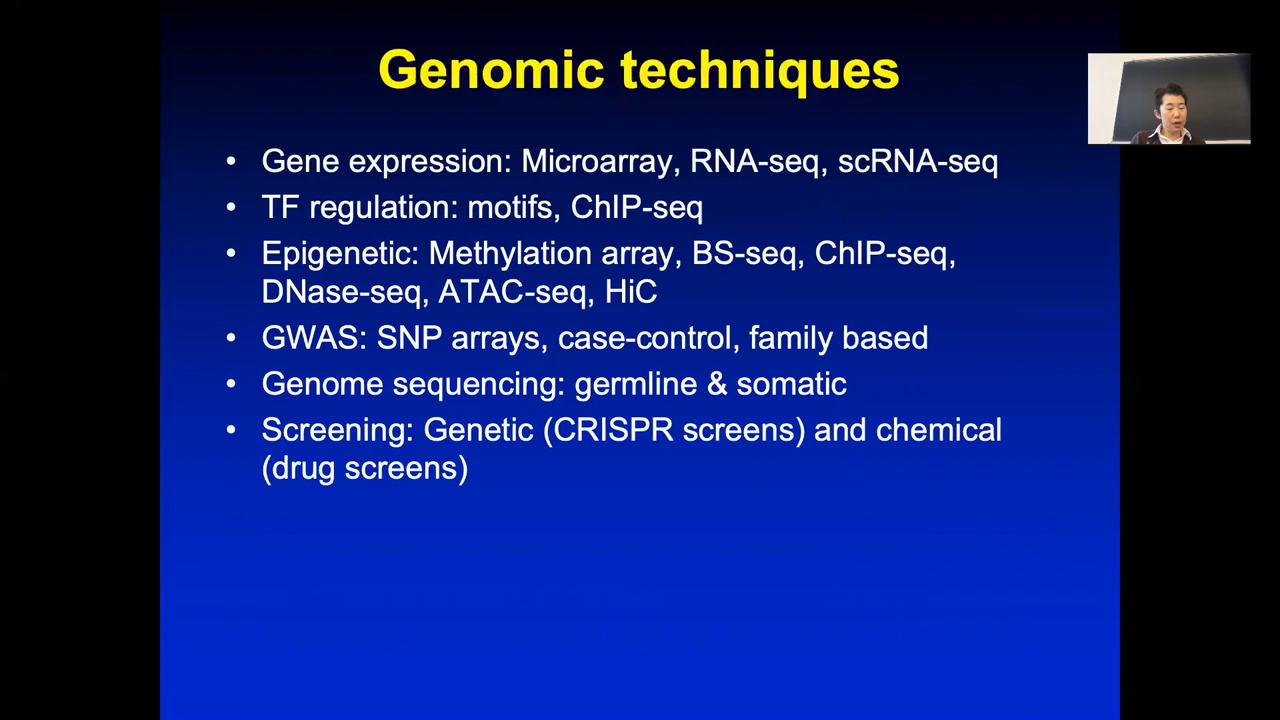 Genomic techniques
• Gene expression: Microarray, RNA-seq, scRNA-seq
• TF regulation: motifs, ChIP-seq
• Epigenetic: Methylation array, BS-seq, ChIP-seq,
DNase-seq, ATAC-seq, HiC
• GWAS: SNP arrays, case-control, family based
• Genome sequencing: germline & somatic
• Screening: Genetic (CRISPR screens) and chemical
(drug screens)